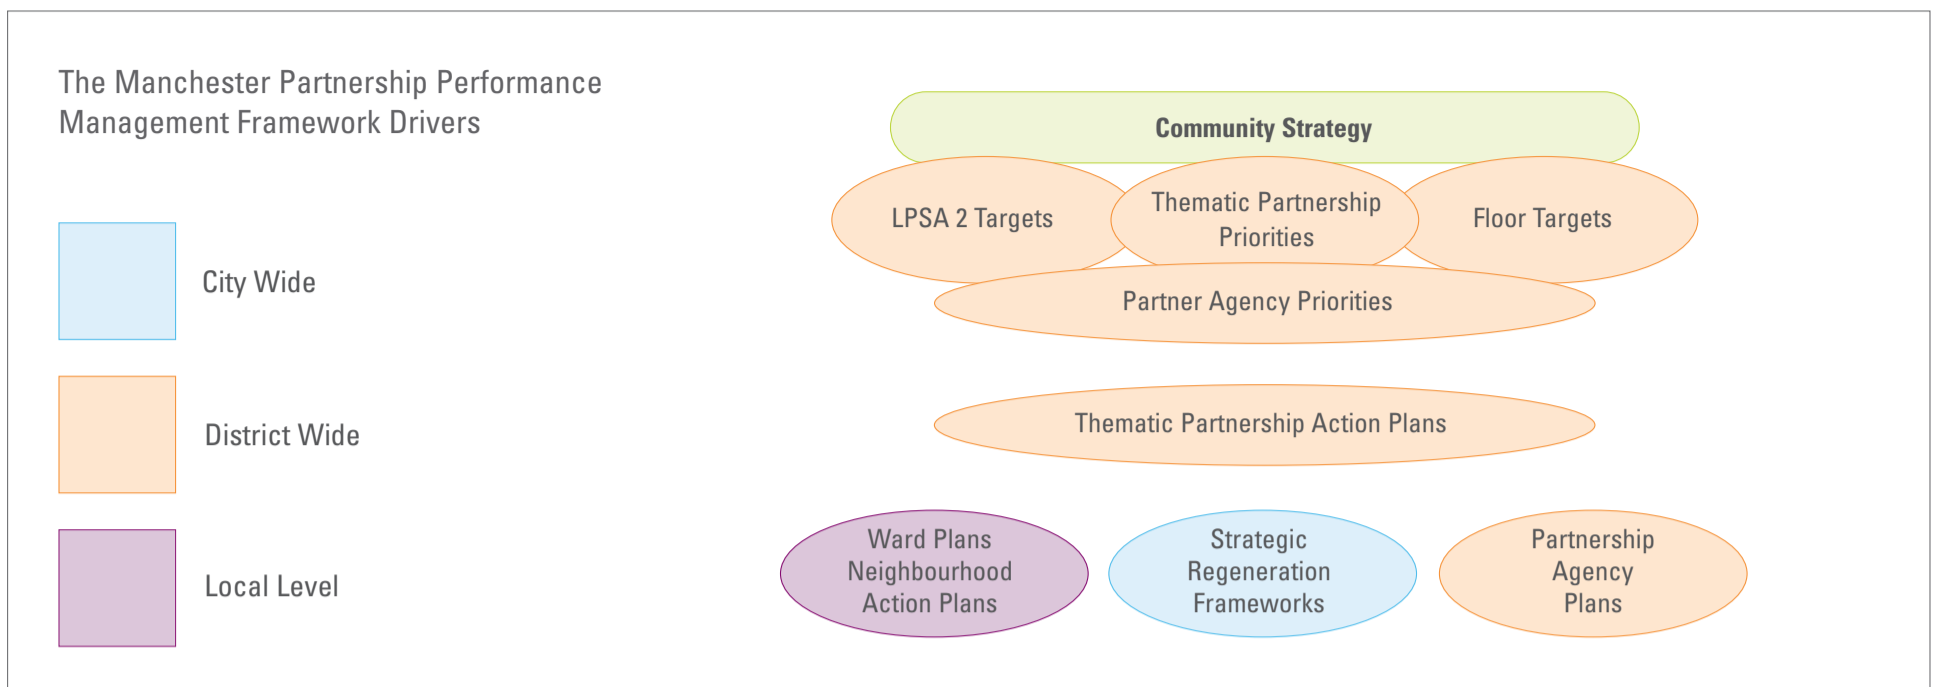 The Manchester Partnership Performance
Management Framework Drivers
City Wide
District Wide
Local Level
Community Strategy
LPSA 2 Targets
Thematic Partnership
Priorities
Floor Targets
Partner Agency Priorities
Thematic Partnership Action Plans
Ward Plans
Neighbourhood
Action Plans
Strategic
Regeneration
Frameworks
Partnership
Agency
Plans